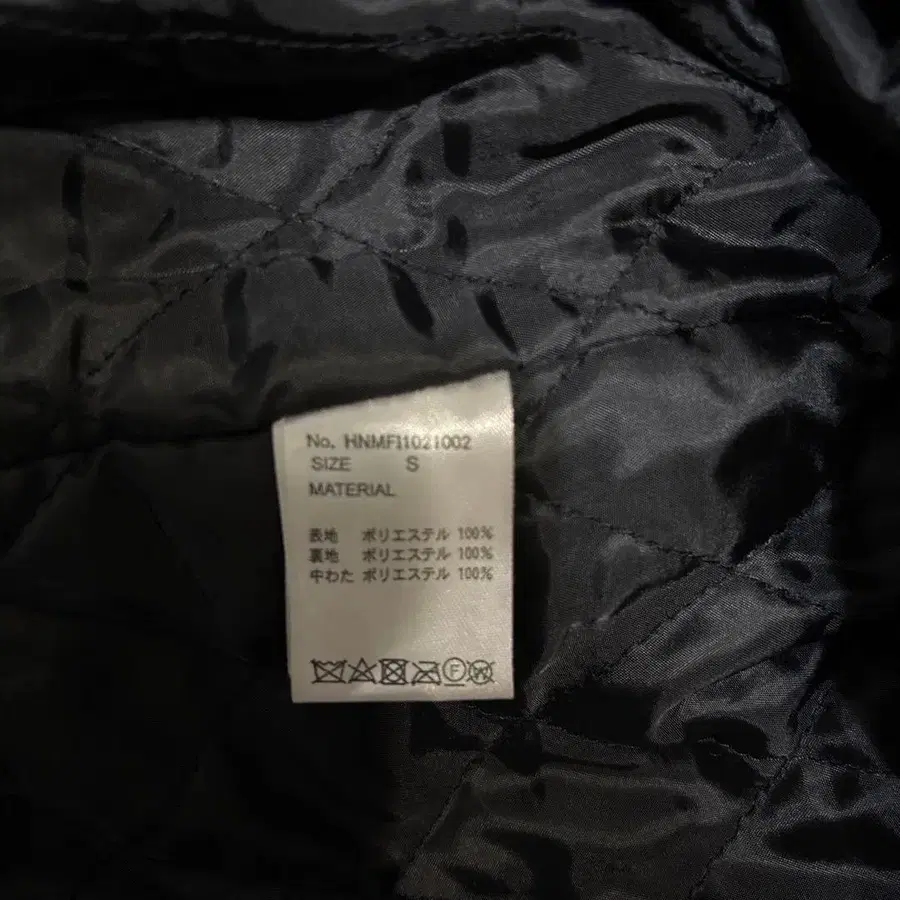 No. HNMFI1021002
SIZE S
MATERIAL
表地 ポリエステル 100%
裏地 ポリエステル 100%
中わた ポリエステル 100%
F W